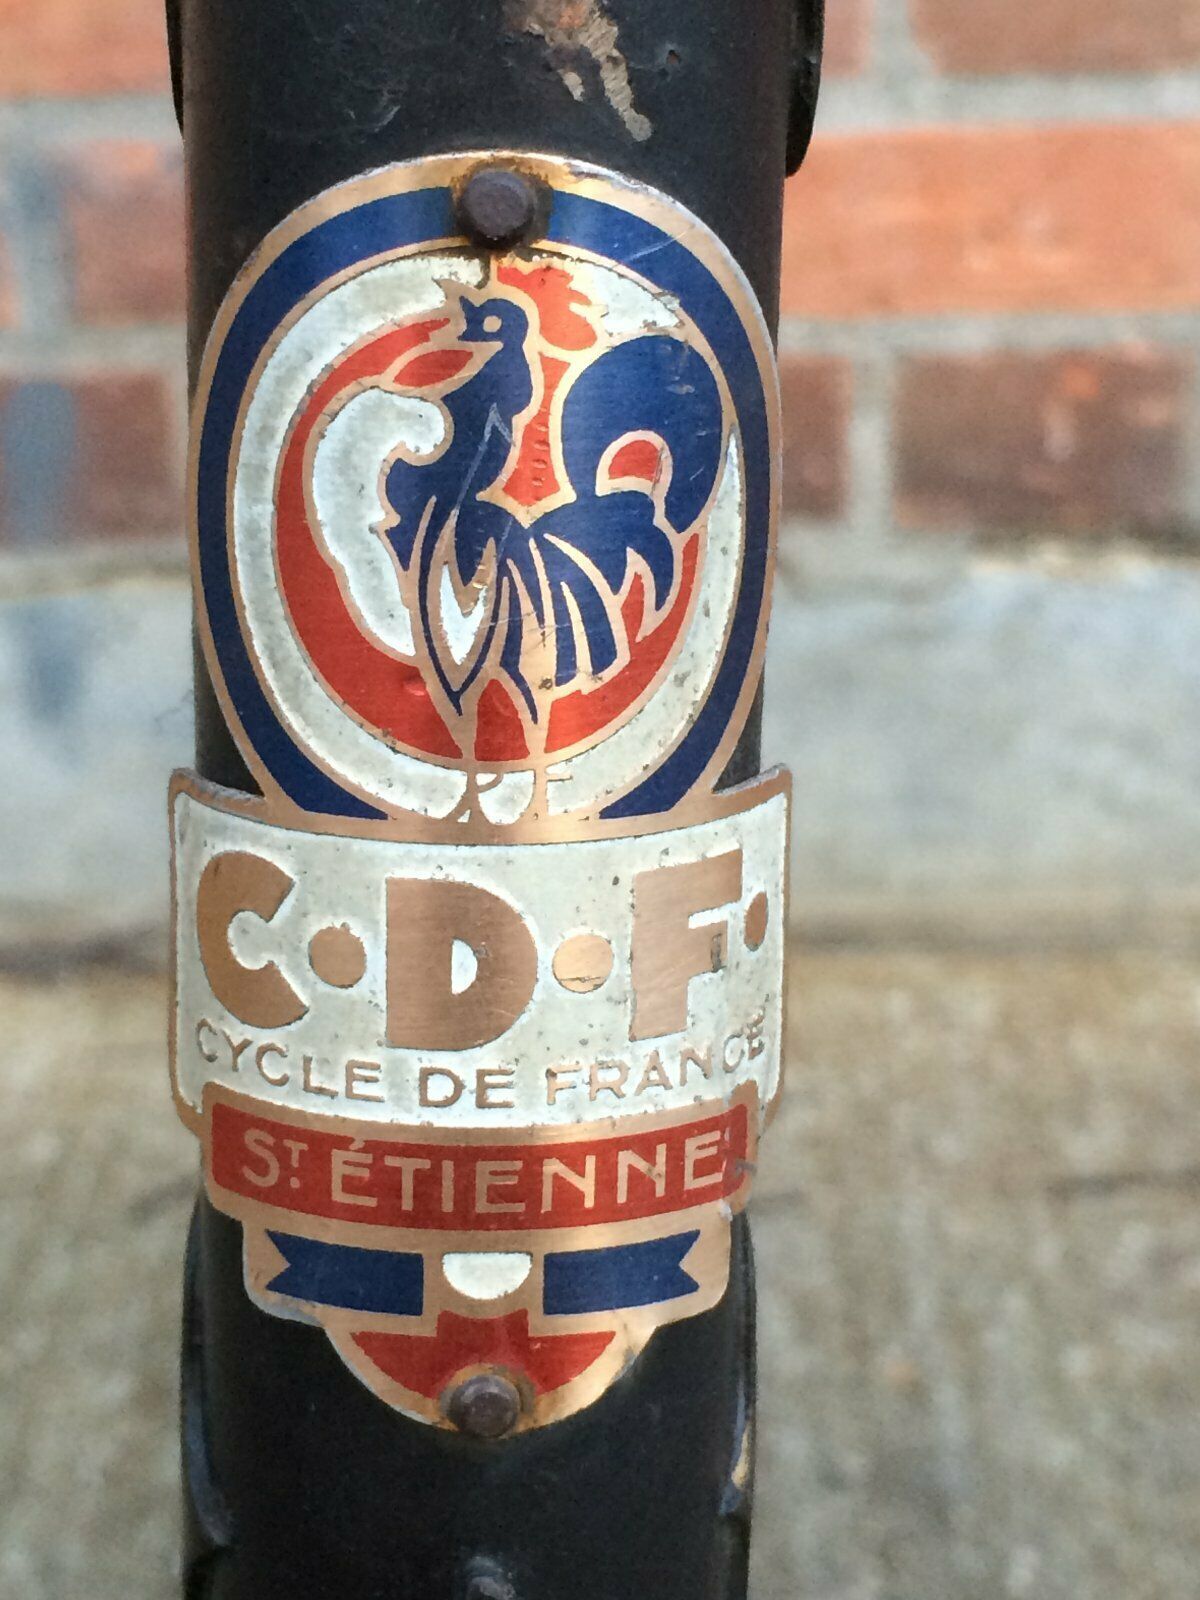 C·D·F·
CYCLE DE FRANCE
ST. ÉTIENNE